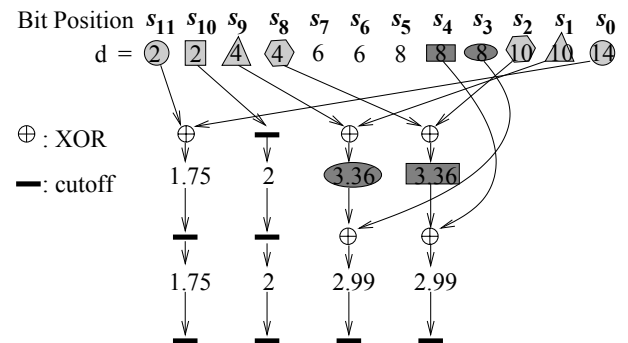 Bit Position s11 s10 s9 s8 s7 s6 s5 s4 s3 s2 s1 s0
d = 2 2 4 4 6 6 8 8 8 10 10 14
⊕ : XOR
1.75 2 3.36 3.36
: cutoff
1.75 2 2.99 2.99